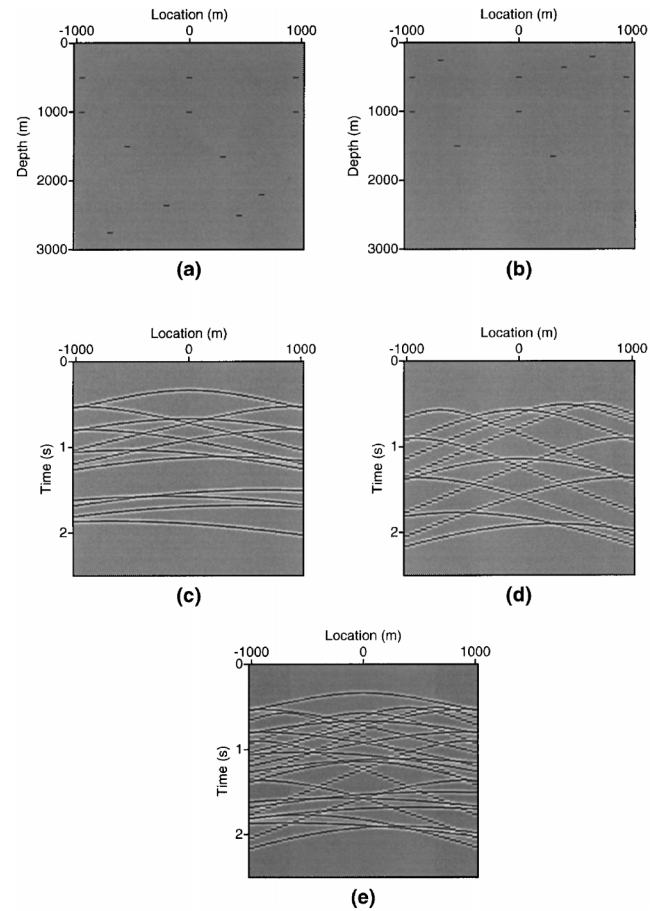 Location (m)
-1000 0 1000
0
1000
2000
3000
Depth (m)
(a)
Location (m)
-1000 0 1000
0
1000
2000
3000
Depth (m)
(b)
Location (m)
-1000 0 1000
0
1
2
Time (s)
(c)
Location (m)
-1000 0 1000
0
1
2
Time (s)
(d)
Location (m)
-1000 0 1000
0
1
2
Time (s)
(e)